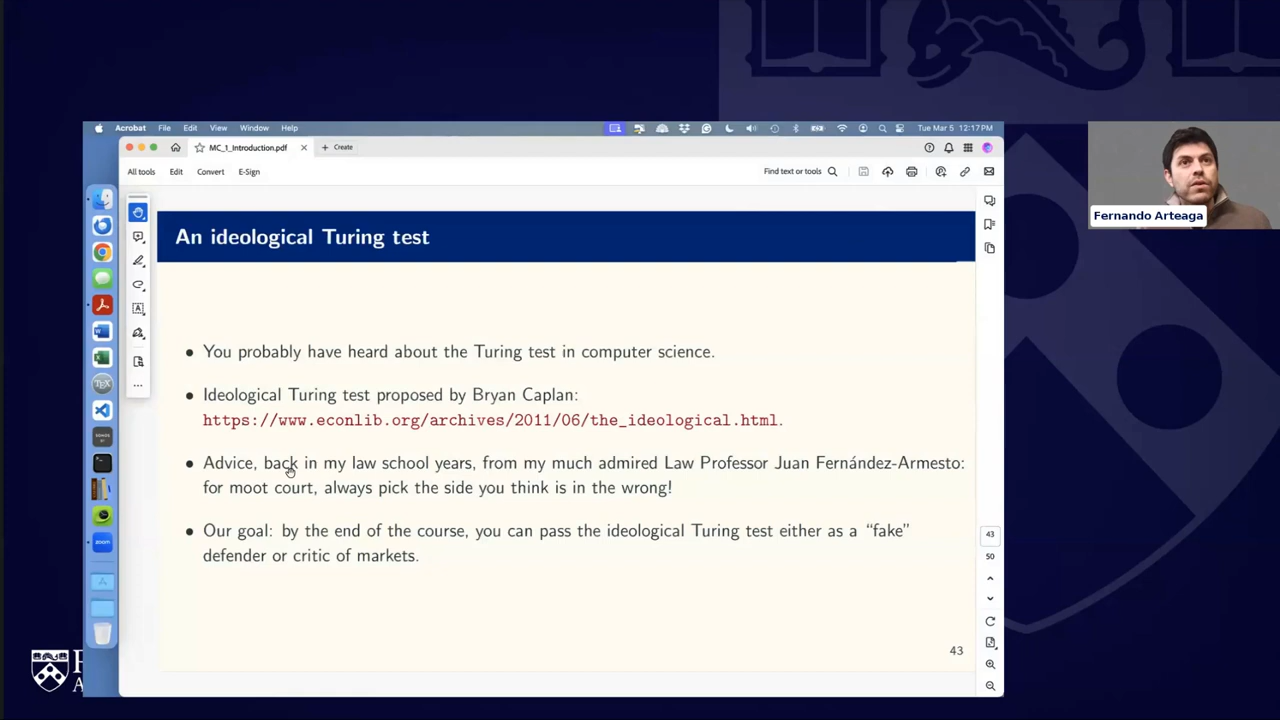 Acrobat File Edit View Window Help Tue Mar 5 12:17PM
MC_1_Introduction.pdf Create
All tools Edit Convert E-Sign Find text or tools
An ideological Turing test
Fernando Arteaga
• You probably have heard about the Turing test in computer science.
• Ideological Turing test proposed by Bryan Caplan:
https://www.econlib.org/archives/2011/06/the_ideological.html.
• Advice, back in my law school years, from my much admired Law Professor Juan Fernández-Armesto:
for moot court, always pick the side you think is in the wrong!
• Our goal: by the end of the course, you can pass the ideological Turing test either as a “fake”
defender or critic of markets.
43
50
43